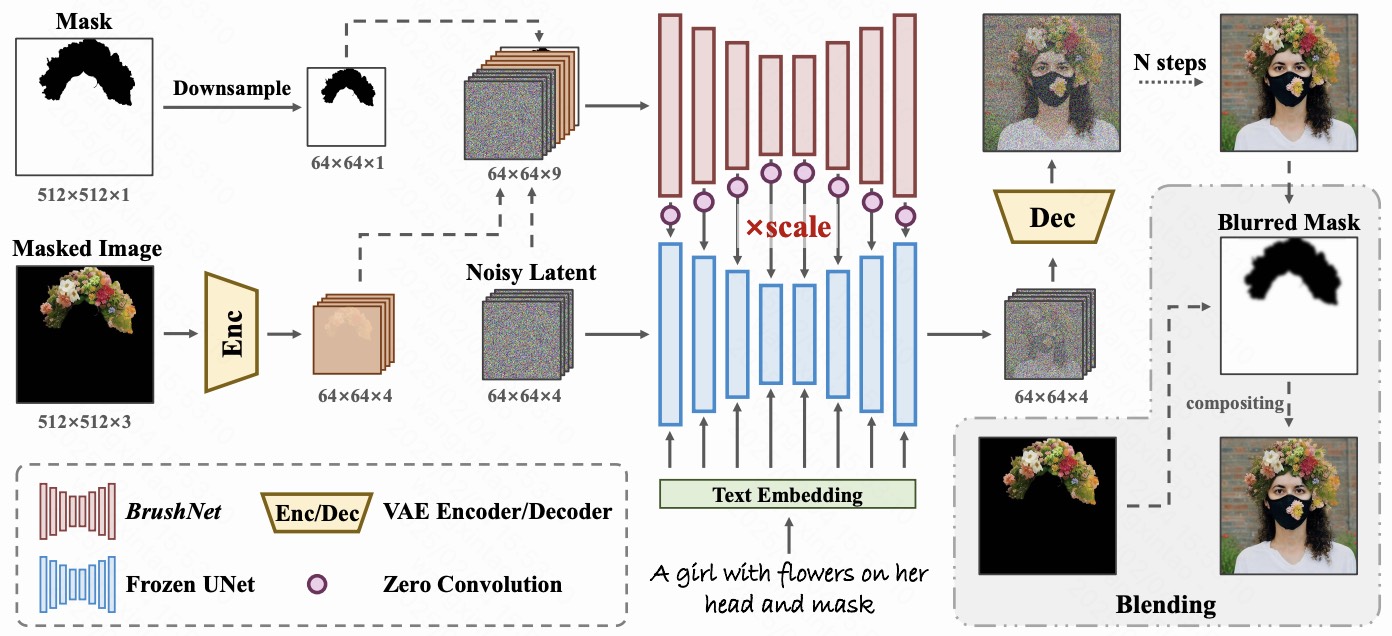 Mask
Downsample
512×512×1
64×64×1
64×64×9
Masked Image
Enc
512×512×3
64×64×4
Noisy Latent
64×64×4
×scale
Text Embedding
A girl with flowers on her
head and mask
Dec
64×64×4
N steps
Blurred Mask
compositing
Blending
BrushNet
Enc/Dec
VAE Encoder/Decoder
Frozen UNet
Zero Convolution